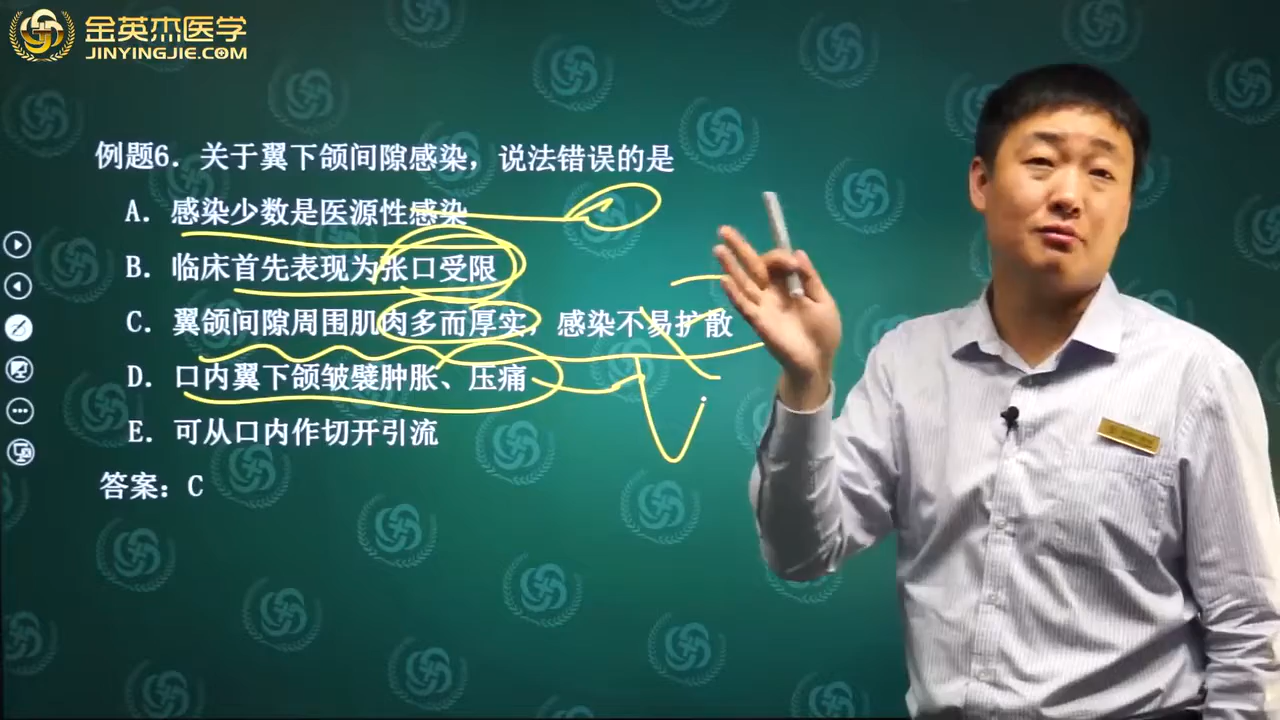 金英杰医学
JINYINGJIE.COM
例题6．关于翼下颌间隙感染，说法错误的是
A．感染少数是医源性感染
B．临床首先表现为张口受限
C．翼颌间隙周围肌肉多而厚实，感染不易扩散
D．口内翼下颌皱襞肿胀、压痛
E．可从口内作切开引流
答案：C